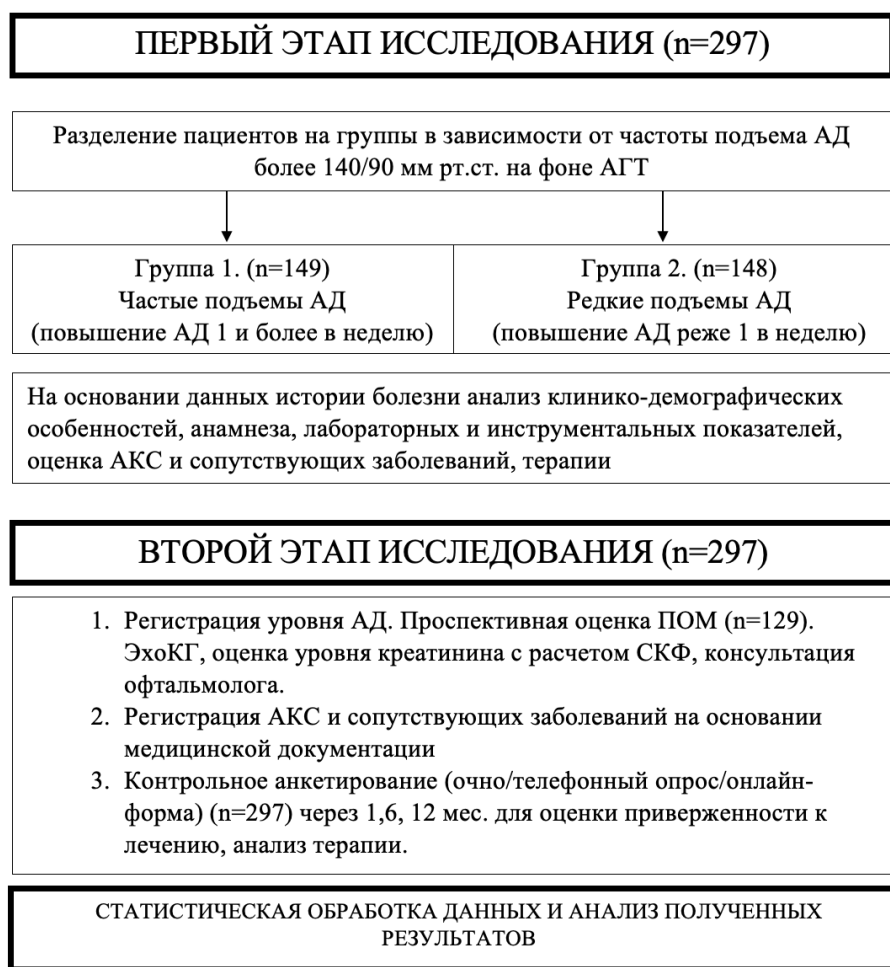 ПЕРВЫЙ ЭТАП ИССЛЕДОВАНИЯ (n=297)
Разделение пациентов на группы в зависимости от частоты подъема АД
более 140/90 мм рт.ст. на фоне АГТ
Группа 1. (n=149)
Частые подъемы АД
(повышение АД 1 и более в неделю)
Группа 2. (n=148)
Редкие подъемы АД
(повышение АД реже 1 в неделю)
На основании данных истории болезни анализ клинико-демографических
особенностей, анамнеза, лабораторных и инструментальных показателей,
оценка АКС и сопутствующих заболеваний, терапии
ВТОРОЙ ЭТАП ИССЛЕДОВАНИЯ (n=297)
1. Регистрация уровня АД. Проспективная оценка ПОМ (n=129).
ЭхоКГ, оценка уровня креатинина с расчетом СКФ, консультация
офтальмолога.
2. Регистрация АКС и сопутствующих заболеваний на основании
медицинской документации
3. Контрольное анкетирование (очно/телефонный опрос/онлайн-
форма) (n=297) через 1,6, 12 мес. для оценки приверженности к
лечению, анализ терапии.
СТАТИСТИЧЕСКАЯ ОБРАБОТКА ДАННЫХ И АНАЛИЗ ПОЛУЧЕННЫХ
РЕЗУЛЬТАТОВ